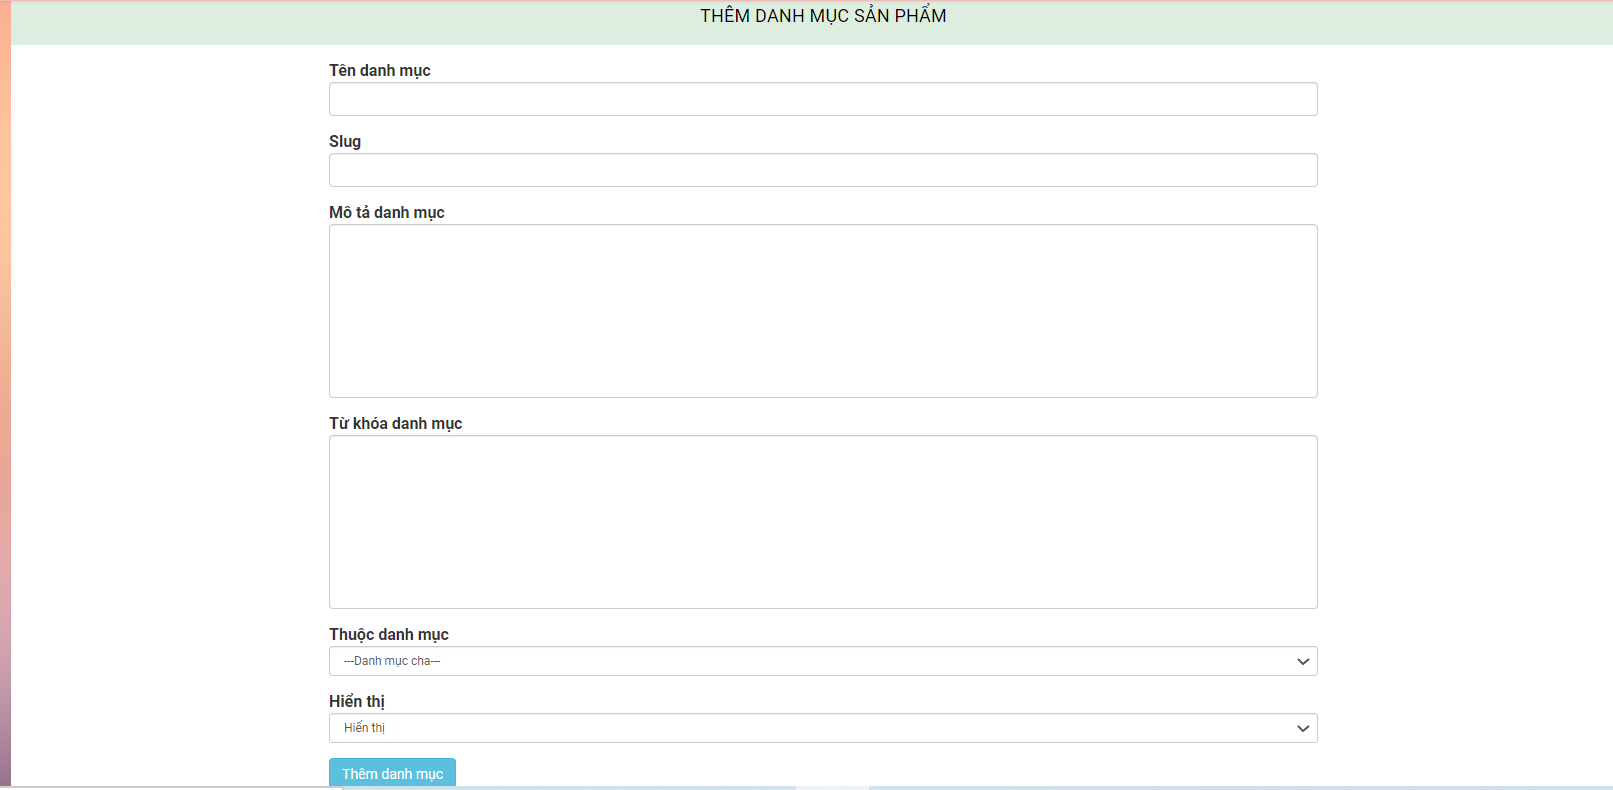 THÊM DANH MỤC SẢN PHẨM
Tên danh mục
Slug
Mô tả danh mục
Từ khóa danh mục
Thuộc danh mục
---Danh mục cha---
Hiển thị
Hiển thị
Thêm danh mục